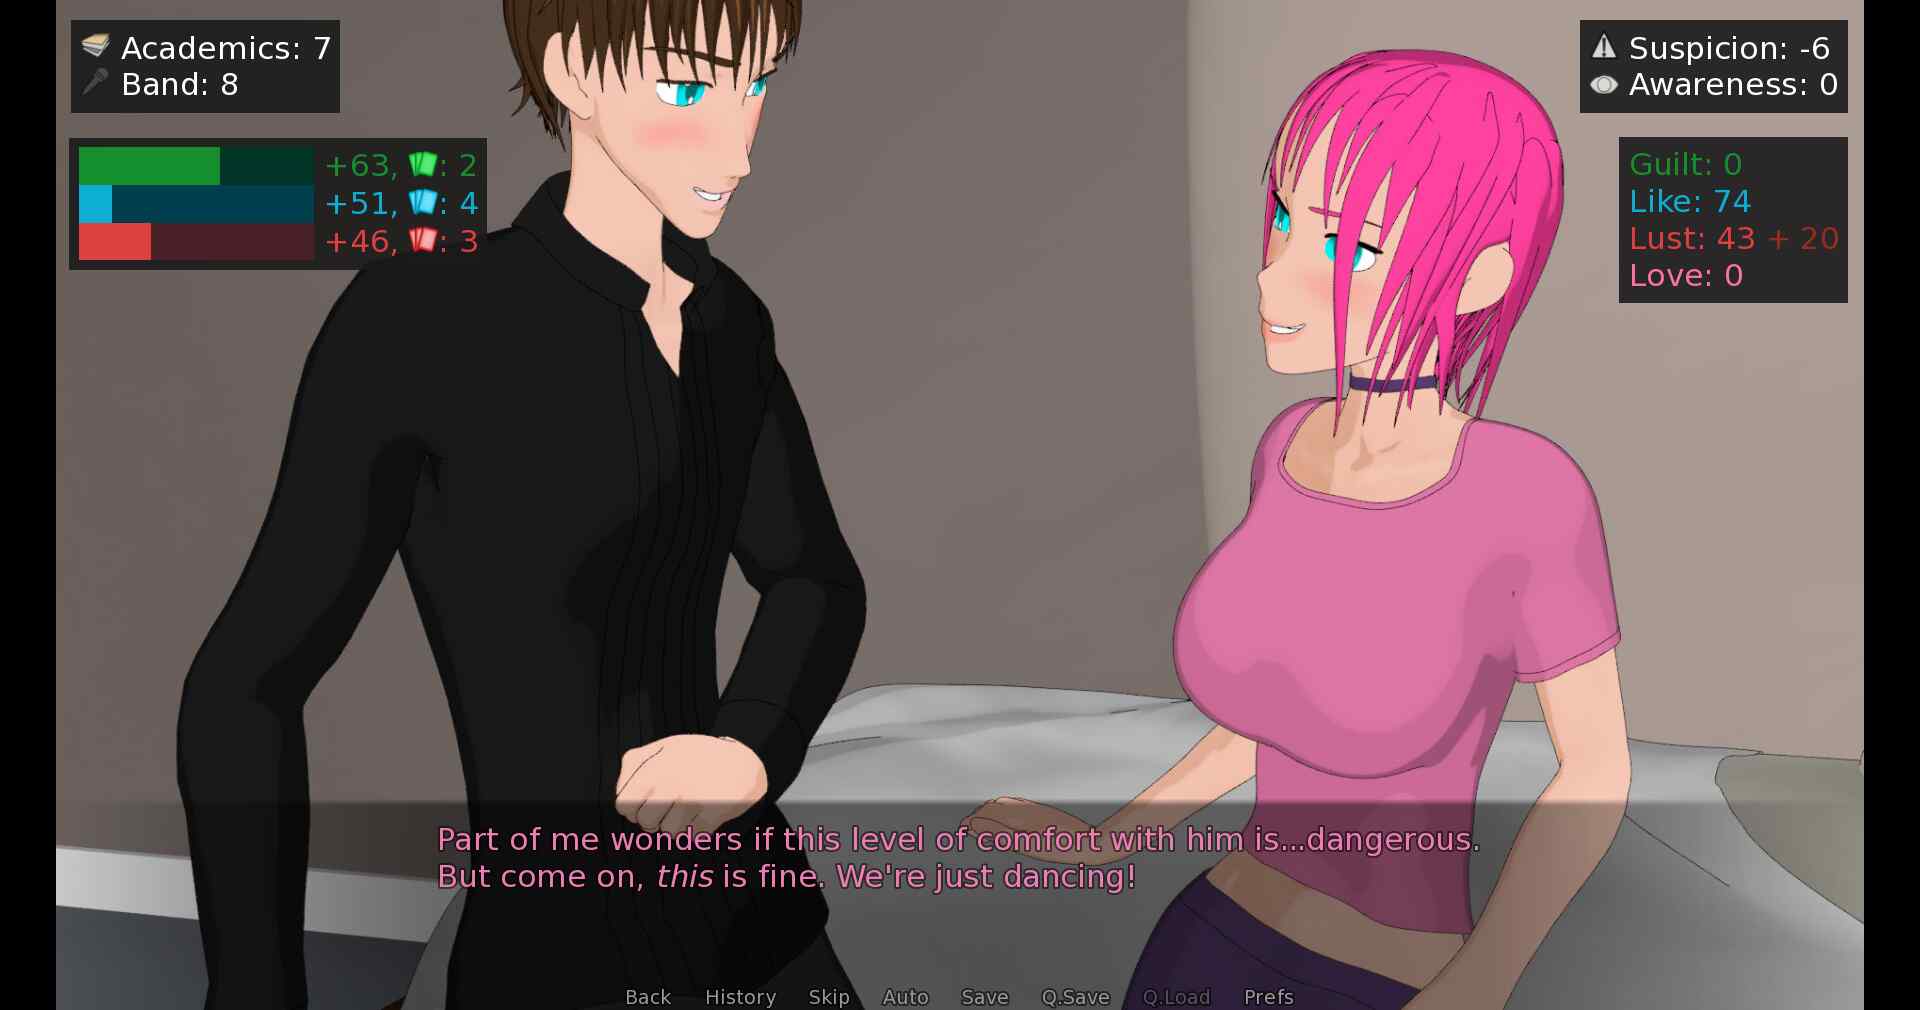 Academics: 7
Band: 8
+63, : 2
+51, : 4
+46, : 3
Suspicion: -6
Awareness: 0
Guilt: 0
Like: 74
Lust: 43 + 20
Love: 0
Part of me wonders if this level of comfort with him is...dangerous.
But come on, this is fine. We're just dancing!
Back History Skip Auto Save Q.Save Q.Load Prefs